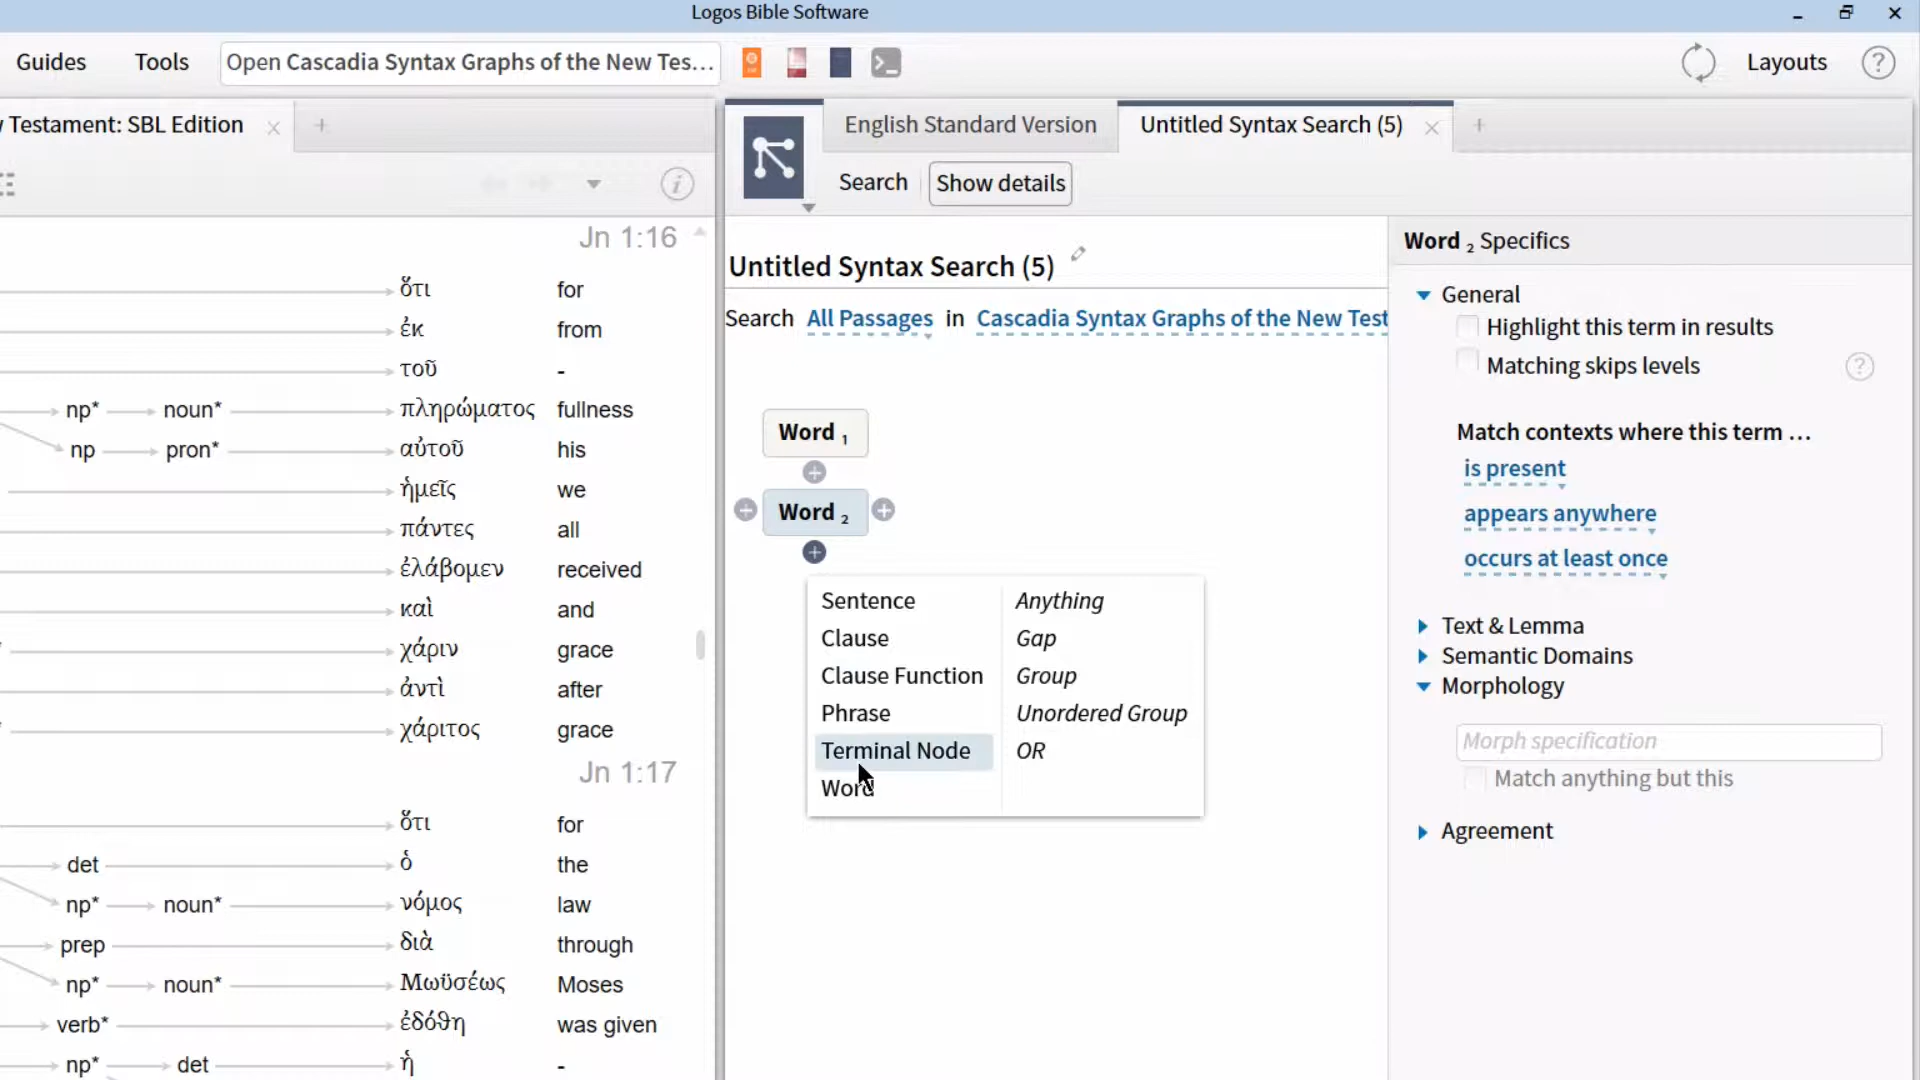 Logos Bible Software
Guides Tools Open Cascadia Syntax Graphs of the New Tes... Layouts
Testament: SBL Edition
English Standard Version Untitled Syntax Search (5)
Search Show details
Jn 1:16
ὅτι for
ἐκ from
τοῦ -
np* noun* πληρώματος fullness
np pron* αὐτοῦ his
ἡμεῖς we
πάντες all
ἐλάβομεν received
καὶ and
χάριν grace
ἀντὶ after
χάριτος grace
Jn 1:17
ὅτι for
det ὁ the
np* noun* νόμος law
prep διὰ through
np* noun* Μωϋσέως Moses
verb* ἐδόθη was given
np* det ἡ -
Untitled Syntax Search (5)
Search All Passages in Cascadia Syntax Graphs of the New Test
Word 1
Word 2
Sentence Anything
Clause Gap
Clause Function Group
Phrase Unordered Group
Terminal Node OR
Word
Word 2 Specifics
General
Highlight this term in results
Matching skips levels ?
Match contexts where this term ...
is present
appears anywhere
occurs at least once
Text & Lemma
Semantic Domains
Morphology
Morph specification
Match anything but this
Agreement